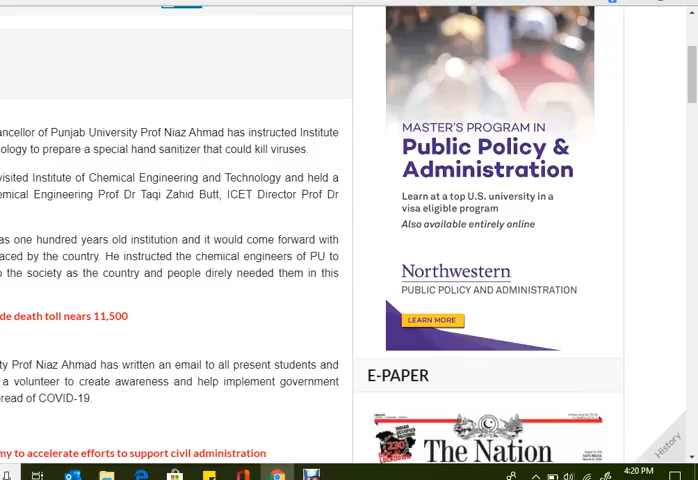 ancellor of Punjab University Prof Niaz Ahmad has instructed Institute
ology to prepare a special hand sanitizer that could kill viruses.
visited Institute of Chemical Engineering and Technology and held a
emical Engineering Prof Dr Taqi Zahid Butt, ICET Director Prof Dr
as one hundred years old institution and it would come forward with
aced by the country. He instructed the chemical engineers of PU to
o the society as the country and people direly needed them in this
de death toll nears 11,500
ty Prof Niaz Ahmad has written an email to all present students and
a volunteer to create awareness and help implement government
oread of COVID-19.
my to accelerate efforts to support civil administration
MASTER'S PROGRAM IN
Public Policy &
Administration
Learn at a top U.S. university in a
visa eligible program
Also available entirely online
Northwestern
PUBLIC POLICY AND ADMINISTRATION
LEARN MORE
E-PAPER
230
The Nation
History
4:20 PM